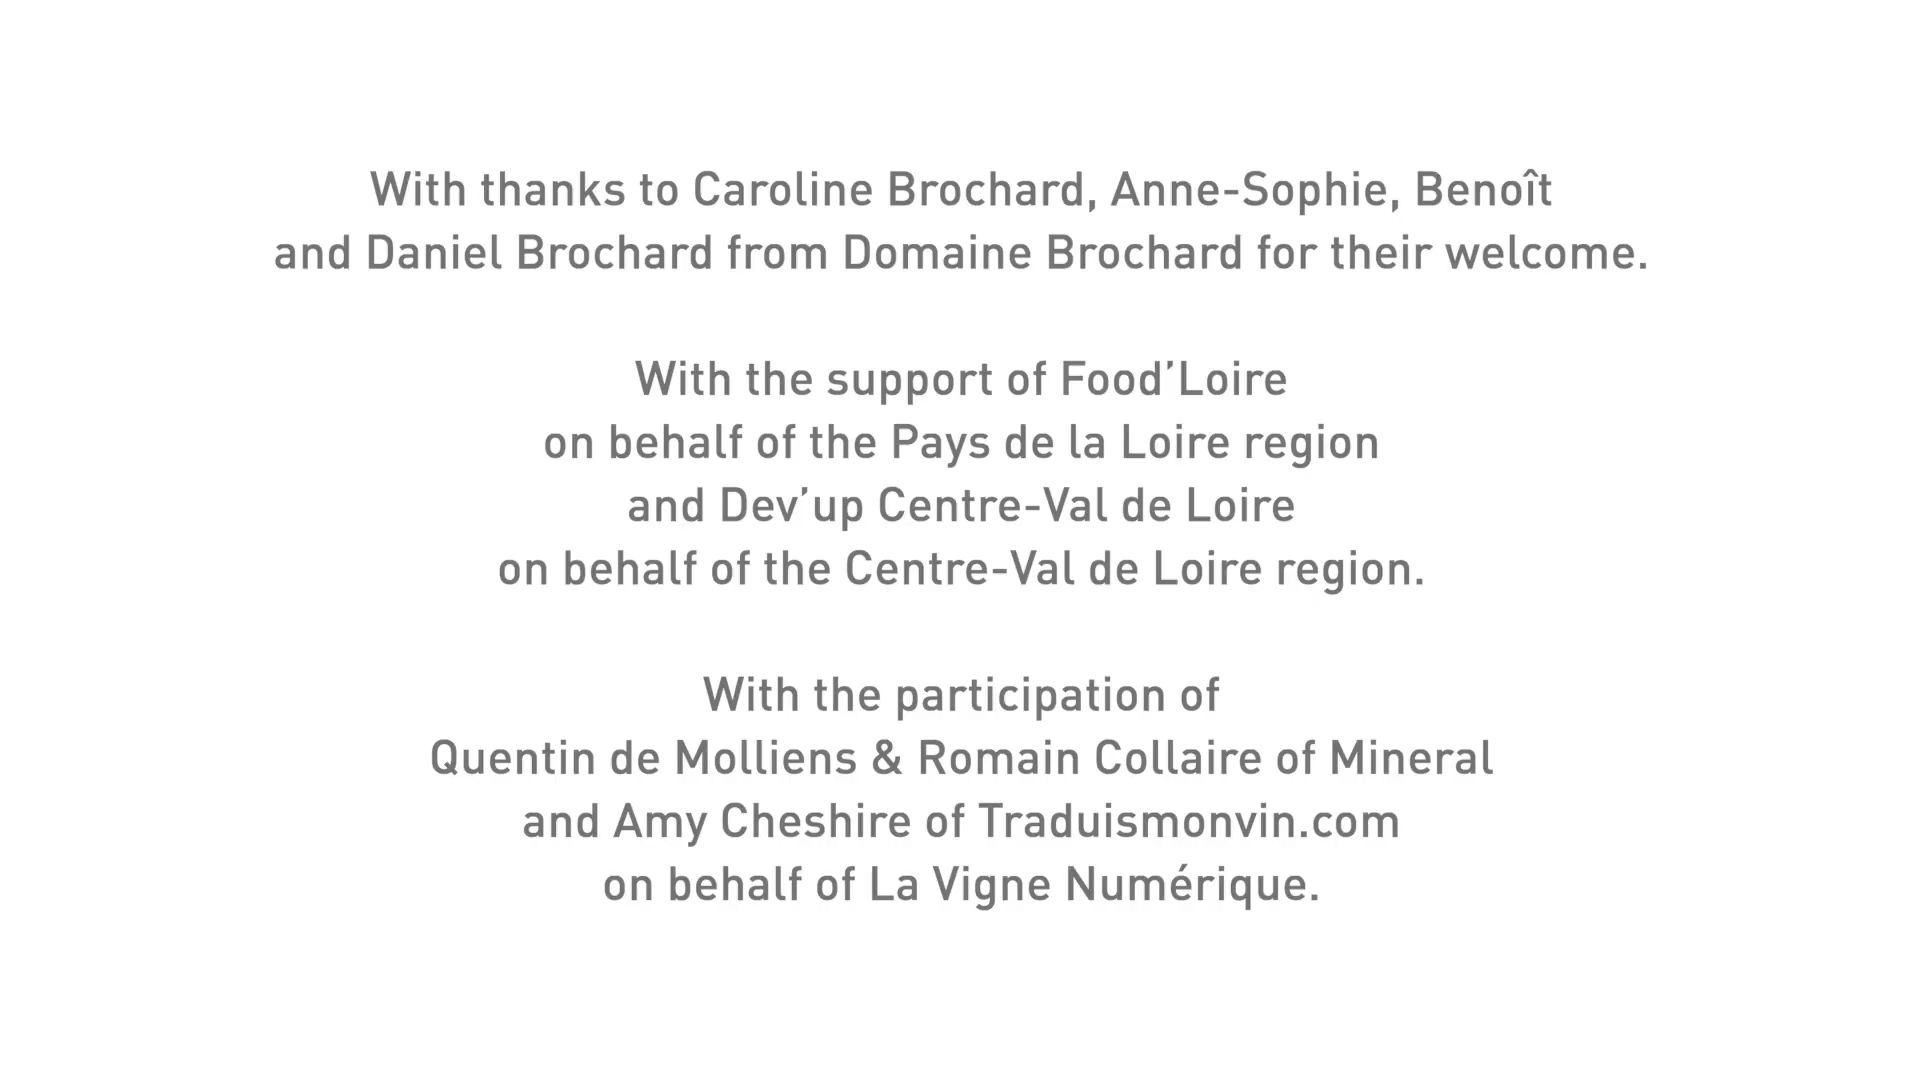 With thanks to Caroline Brochard, Anne-Sophie, Benoît
and Daniel Brochard from Domaine Brochard for their welcome.
With the support of Food’Loire
on behalf of the Pays de la Loire region
and Dev’up Centre-Val de Loire
on behalf of the Centre-Val de Loire region.
With the participation of
Quentin de Molliens & Romain Collaire of Mineral
and Amy Cheshire of Traduismonvin.com
on behalf of La Vigne Numérique.